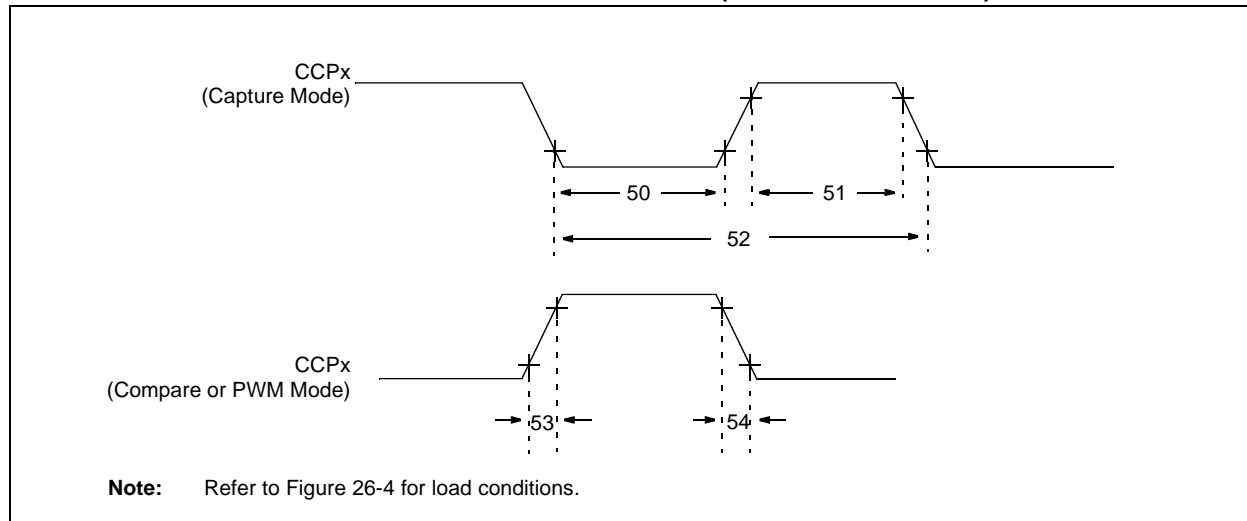 CCPx
(Capture Mode)
50
51
52
CCPx
(Compare or PWM Mode)
53
54
Note: Refer to Figure 26-4 for load conditions.